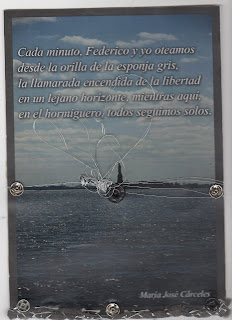 Cada minuto, Federico y yo oteamos
desde la orilla de la esponja gris,
la llamarada encendida de la libertad
en un lejano horizonte, mientras aquí,
en el hormiguero, todos seguimos solos.
María José Cárceles